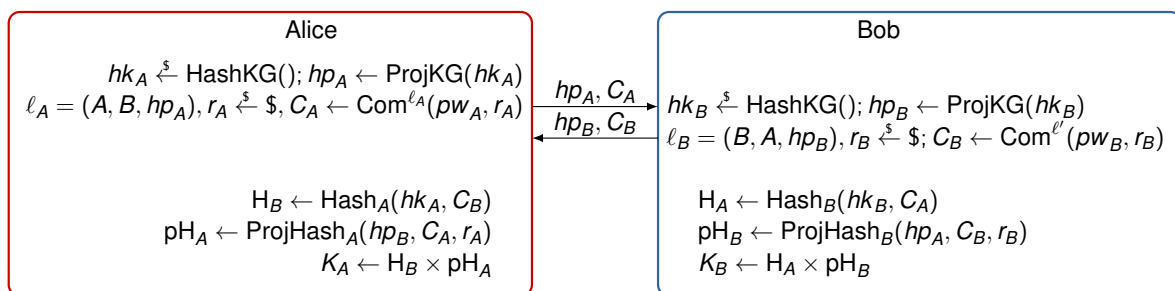 Alice
hk_A ←$ HashKG(); hp_A ← ProjKG(hk_A)
ℓ_A = (A, B, hp_A), r_A ←$ $, C_A ← Com^{ℓ_A}(pw_A, r_A)
H_B ← Hash_A(hk_A, C_B)
pH_A ← ProjHash_A(hp_B, C_A, r_A)
K_A ← H_B × pH_A
hp_A, C_A
hp_B, C_B
Bob
hk_B ←$ HashKG(); hp_B ← ProjKG(hk_B)
ℓ_B = (B, A, hp_B), r_B ←$ $; C_B ← Com^{ℓ'}(pw_B, r_B)
H_A ← Hash_B(hk_B, C_A)
pH_B ← ProjHash_B(hp_A, C_B, r_B)
K_B ← H_A × pH_B